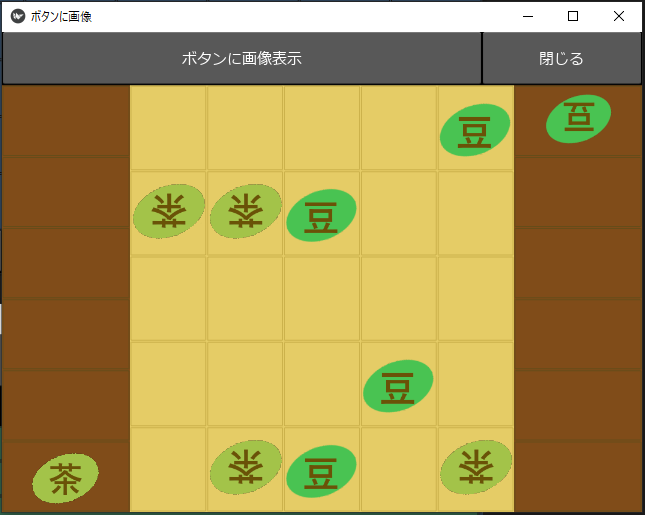 ボタンに画像
ボタンに画像表示 閉じる
豆 豆
茶 茶 豆
豆
茶 茶 豆 茶